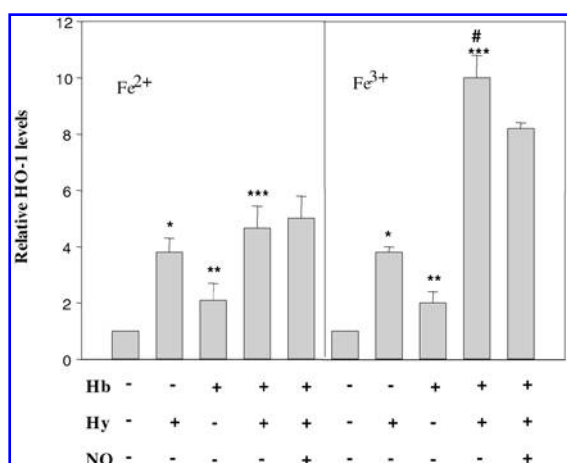 Relative HO-1 levels
12
10
8
6
4
2
0
Fe2+
Fe3+
*
**
***
*
**
#
***
Hb - - + + + - - + + +
Hy - + - + + - + - + +
NO - - - - + - - - - +